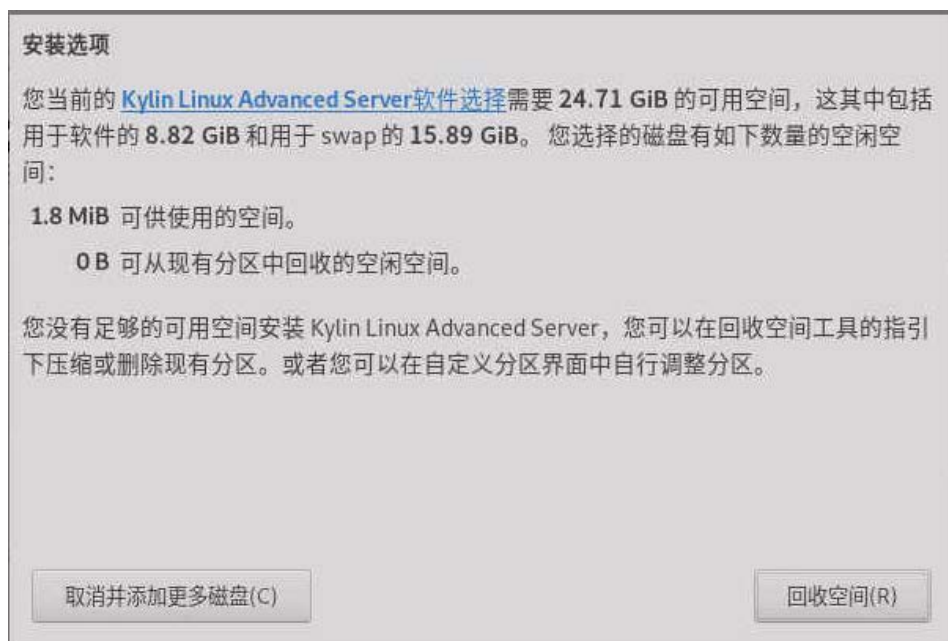 安装选项
您当前的 Kylin Linux Advanced Server软件选择需要 24.71 GiB 的可用空间，这其中包括
用于软件的 8.82 GiB 和用于 swap 的 15.89 GiB。 您选择的磁盘有如下数量的空闲空
间：
1.8 MiB 可供使用的空间。
0 B 可从现有分区中回收的空闲空间。
您没有足够的可用空间安装 Kylin Linux Advanced Server，您可以在回收空间工具的指引
下压缩或删除现有分区。或者您可以在自定义分区界面中自行调整分区。
取消并添加更多磁盘(C) 回收空间(R)